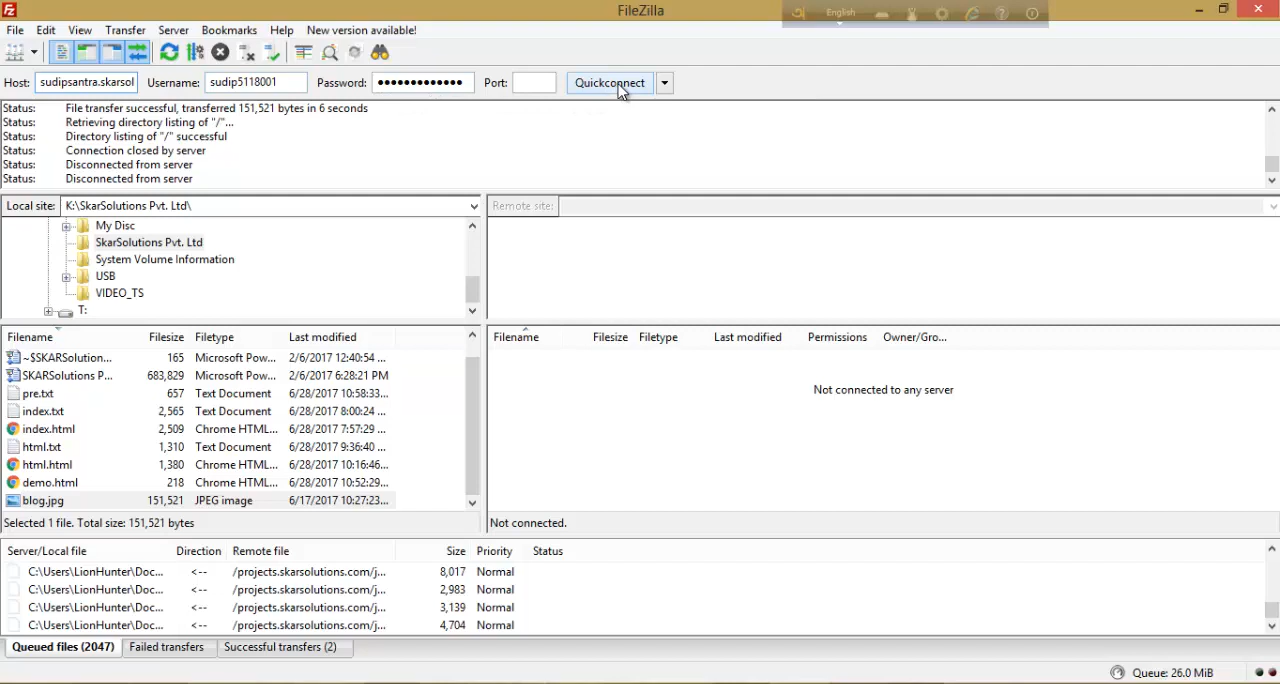 FileZilla
English
File Edit View Transfer Server Bookmarks Help New version available!
Host: sudipsantra.skarsol Username: sudip5118001 Password: ●●●●●●●●●●●●● Port: Quickconnect
Status: File transfer successful, transferred 151,521 bytes in 6 seconds
Status: Retrieving directory listing of "/"...
Status: Directory listing of "/" successful
Status: Connection closed by server
Status: Disconnected from server
Status: Disconnected from server
Local site: K:\SkarSolutions Pvt. Ltd\
Remote site:
My Disc
SkarSolutions Pvt. Ltd
System Volume Information
USB
VIDEO_TS
T:
Filename Filesize Filetype Last modified
~$SKARSolution... 165 Microsoft Pow... 2/6/2017 12:40:54 ...
SKARSolutions P... 683,829 Microsoft Pow... 2/6/2017 6:28:21 PM
pre.txt 657 Text Document 6/28/2017 10:58:33...
index.txt 2,565 Text Document 6/28/2017 8:00:24 ...
index.html 2,509 Chrome HTML... 6/28/2017 7:57:29 ...
html.txt 1,310 Text Document 6/28/2017 9:36:40 ...
html.html 1,380 Chrome HTML... 6/28/2017 10:16:46...
demo.html 218 Chrome HTML... 6/28/2017 10:52:29...
blog.jpg 151,521 JPEG image 6/17/2017 10:27:23...
Selected 1 file. Total size: 151,521 bytes
Filename Filesize Filetype Last modified Permissions Owner/Gro...
Not connected to any server
Not connected.
Server/Local file Direction Remote file Size Priority Status
C:\Users\LionHunter\Doc... <-- /projects.skarsolutions.com/j... 8,017 Normal
C:\Users\LionHunter\Doc... <-- /projects.skarsolutions.com/j... 2,983 Normal
C:\Users\LionHunter\Doc... <-- /projects.skarsolutions.com/j... 3,139 Normal
C:\Users\LionHunter\Doc... <-- /projects.skarsolutions.com/j... 4,704 Normal
Queued files (2047) Failed transfers Successful transfers (2)
Queue: 26.0 MiB